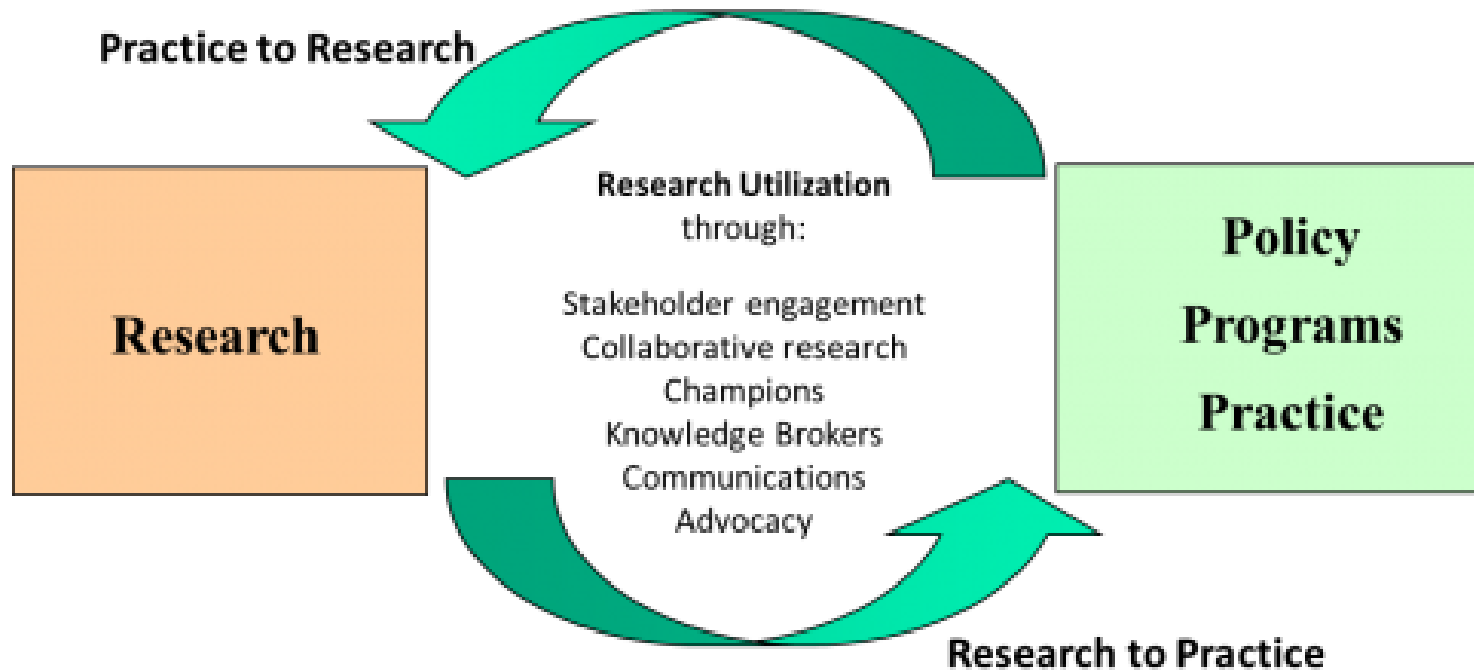 Practice to Research
Research Utilization
through:
Stakeholder engagement
Collaborative research
Champions
Knowledge Brokers
Communications
Advocacy
Research
Policy
Programs
Practice
Research to Practice